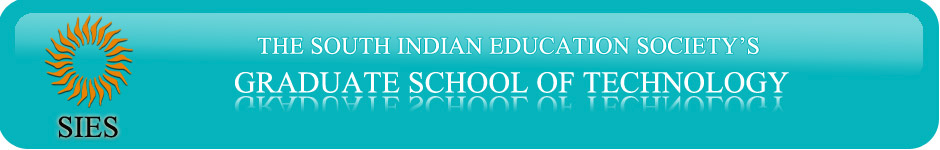 THE SOUTH INDIAN EDUCATION SOCIETY'S
GRADUATE SCHOOL OF TECHNOLOGY
SIES